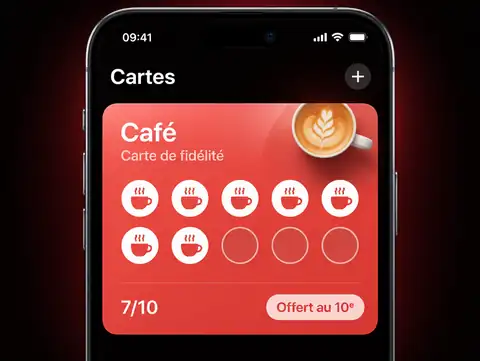 09:41
Cartes
Café
Carte de fidélité
7/10
Offert au 10ᵉ